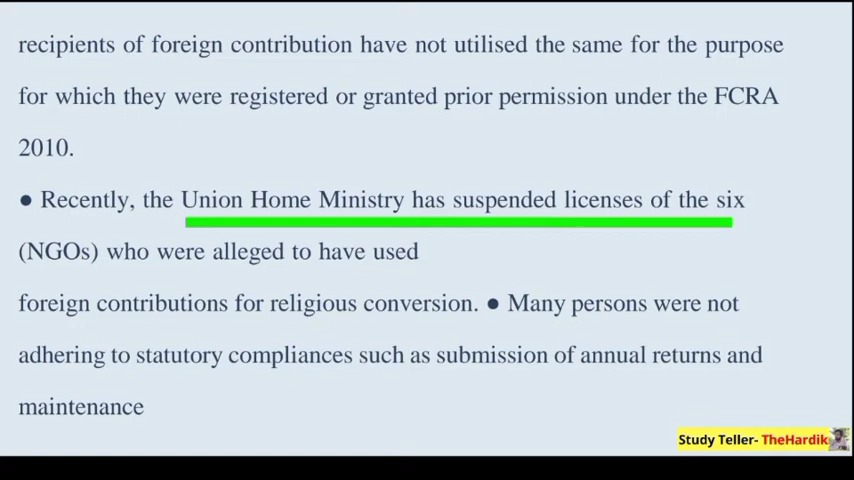 recipients of foreign contribution have not utilised the same for the purpose
for which they were registered or granted prior permission under the FCRA
2010.
● Recently, the Union Home Ministry has suspended licenses of the six
(NGOs) who were alleged to have used
foreign contributions for religious conversion. ● Many persons were not
adhering to statutory compliances such as submission of annual returns and
maintenance
Study Teller- TheHardik